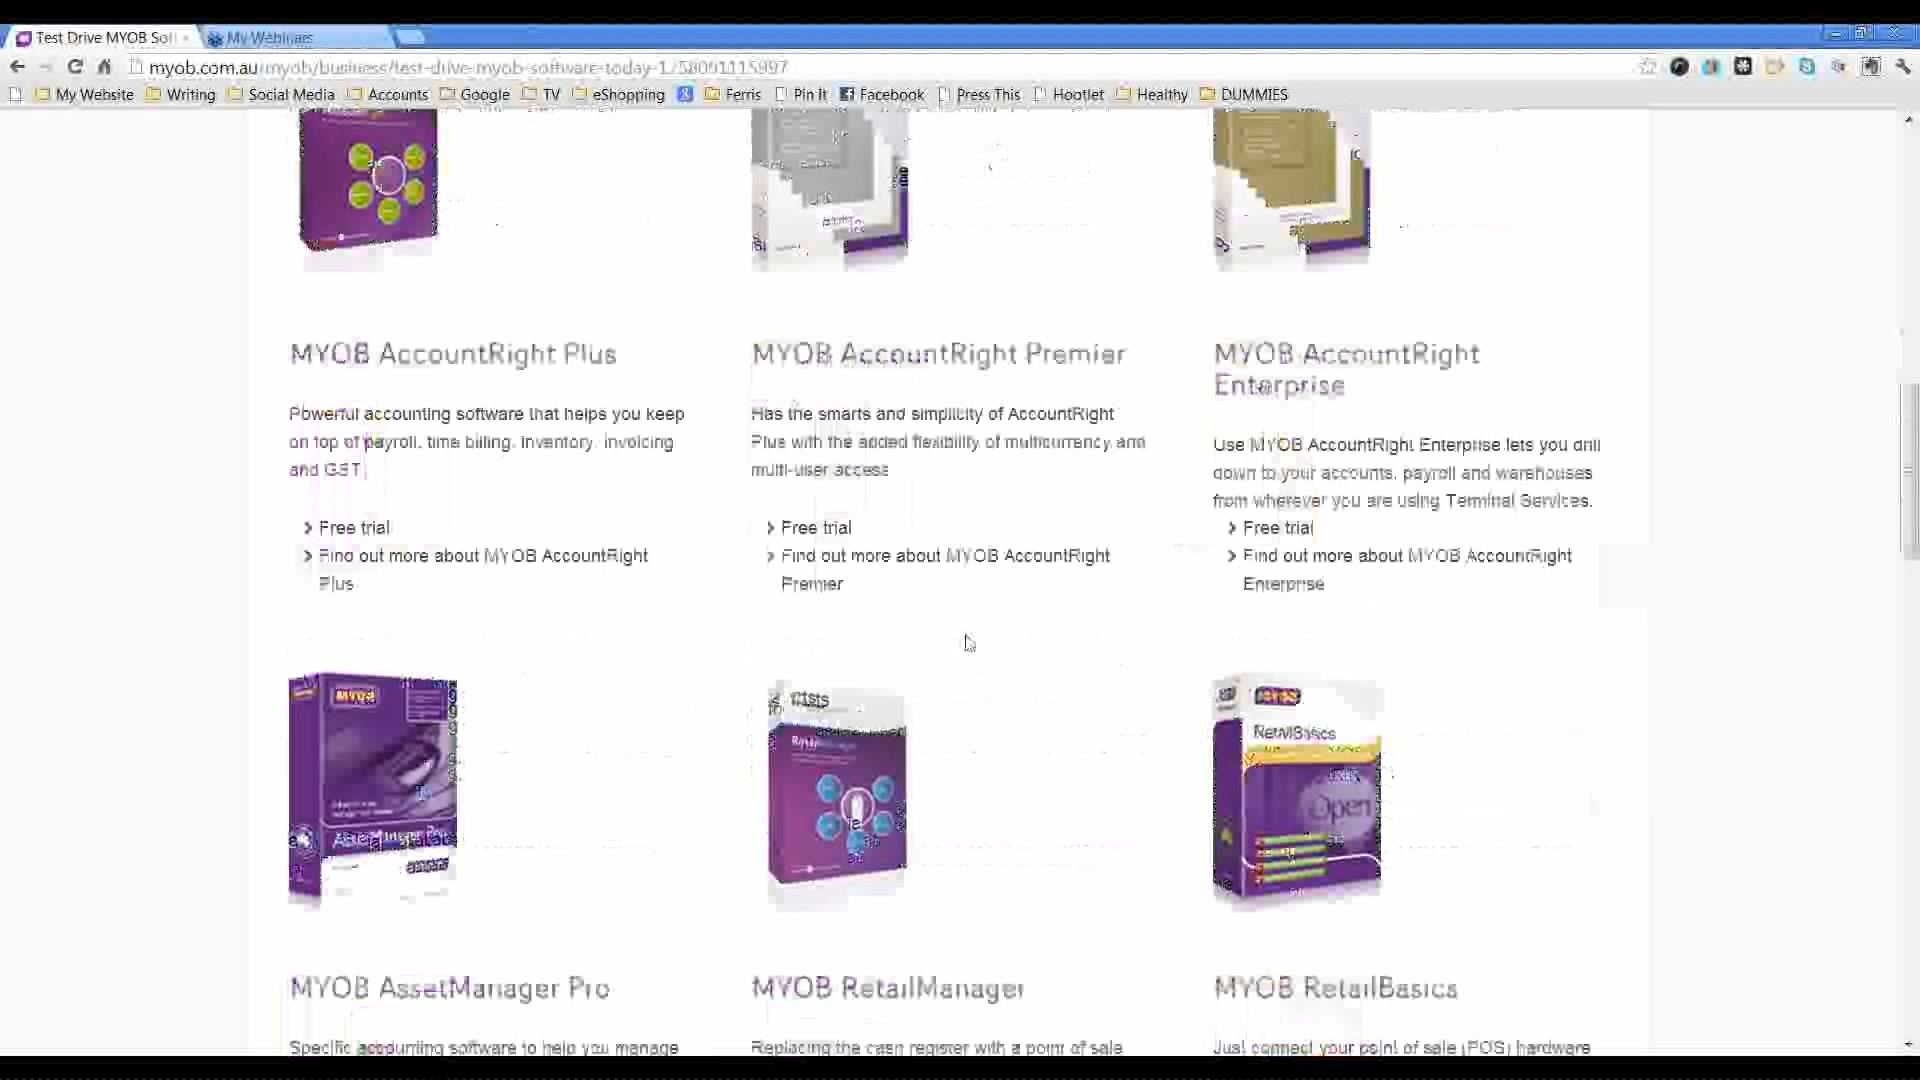 Test Drive MYOB Soft
My Webinars
myob.com.au/myob/business/test-drive-myob-software-today-1258091115997
My Website
Writing
Social Media
Accounts
Google
TV
eShopping
Ferris
Pin It
Facebook
Press This
Hootlet
Healthy
DUMMIES
MYOB AccountRight Plus
Powerful accounting software that helps you keep
on top of payroll, time billing, inventory, invoicing
and GST.
Free trial
Find out more about MYOB AccountRight
Plus
MYOB AccountRight Premier
Has the smarts and simplicity of AccountRight
Plus with the added flexibility of multicurrency and
multi-user access
Free trial
Find out more about MYOB AccountRight
Premier
MYOB AccountRight
Enterprise
Use MYOB AccountRight Enterprise lets you drill
down to your accounts, payroll and warehouses
from wherever you are using Terminal Services.
Free trial
Find out more about MYOB AccountRight
Enterprise
MYOB
RetailBasics
Open
MYOB AssetManager Pro
Specific accounting software to help you manage
MYOB RetailManager
Replacing the cash register with a point of sale
MYOB RetailBasics
Just connect your point of sale (POS) hardware